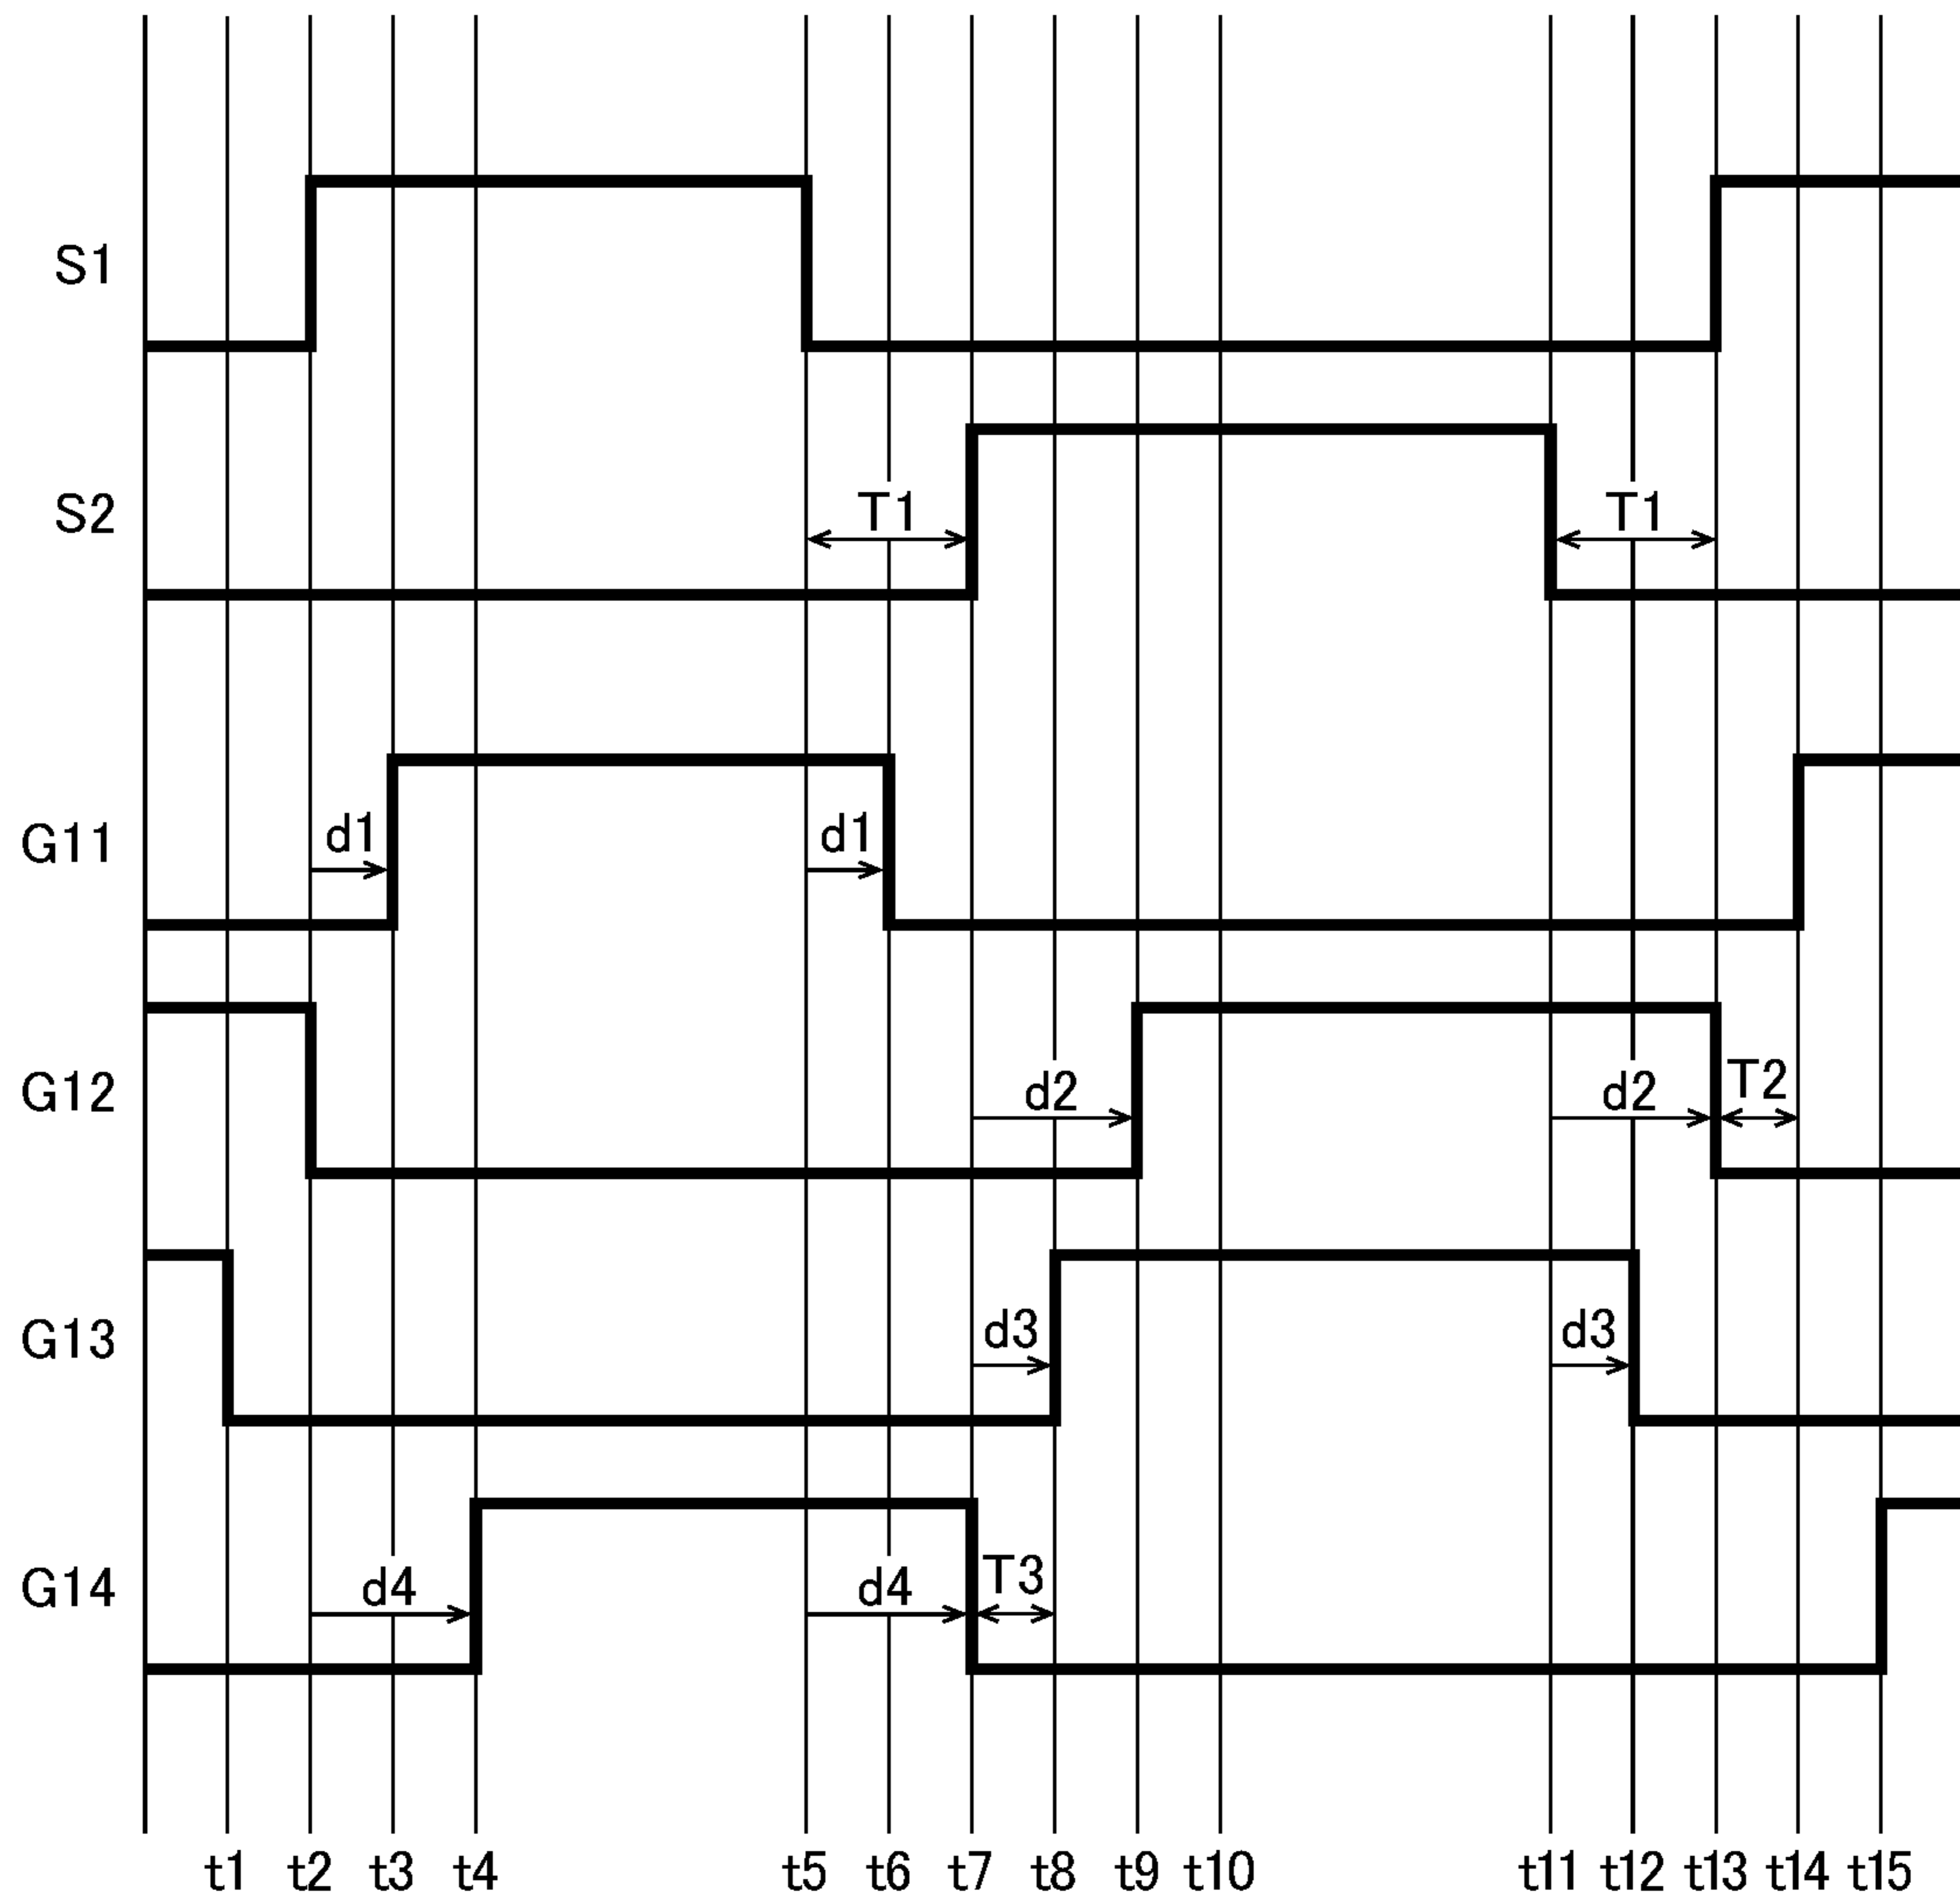 S1
S2
T1 T1
G11
d1 d1
G12
d2 d2 T2
G13
d3 d3
G14
d4 d4 T3
t1 t2 t3 t4 t5 t6 t7 t8 t9 t10 t11 t12 t13 t14 t15